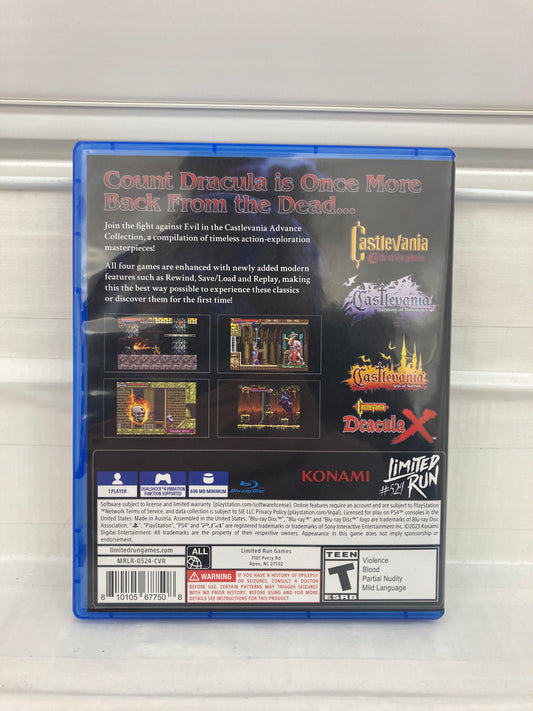 Count Dracula is Once More
Back From the Dead...
Join the fight against Evil in the Castlevania Advance
Collection, a compilation of timeless action-exploration
masterpieces!
All four games are enhanced with newly added modern
features such as Rewind, Save/Load and Replay, making
this the best way possible to experience these classics
or discover them for the first time!
Castlevania
Circle of the Moon
Castlevania
Harmony of Dissonance
Castlevania
Aria of Sorrow
Castlevania
Dracula X
1 PLAYER
DUALSHOCK®4 VIBRATION
FUNCTION SUPPORTED
690 MB MINIMUM
Blu-ray Disc
KONAMI
LIMITED
RUN
#524
Software subject to license and limited warranty (playstation.com/softwarelicense). Online features require an account and are subject to PlayStation
™Network Terms of Service, and collection of data is subject to SIE LLC Privacy Policy (playstation.com/legal). Licensed for play on PS4™ consoles in the
United States. Made in Austria. Assembled in the United States. "Blu-ray Disc™", "Blu-ray™" and "Blu-ray Disc™" logo are trademarks of Blu-ray Disc
Association. "PlayStation", "PS4" and are registered trademarks or trademarks of Sony Interactive Entertainment Inc. ©2023 Konami
Digital Entertainment. All trademarks are the property of their respective owners. Appearance in this game does not imply sponsorship or
endorsement.
limitedrungames.com
MRLR-0524-CVR
8 10105 67750 8
ALL
Limited Run Games
1101 Perry Rd
Apex, NC 27502
WARNING
IF YOU HAVE A HISTORY OF EPILEPSY
OR SEIZURES, CONSULT A DOCTOR
BEFORE USE. CERTAIN PATTERNS MAY TRIGGER SEIZURES
WITH NO PRIOR HISTORY. BEFORE USING AND FOR MORE
DETAILS SEE INSTRUCTIONS FOR THIS PRODUCT.
TEEN
T
ESRB
Violence
Blood
Partial Nudity
Mild Language